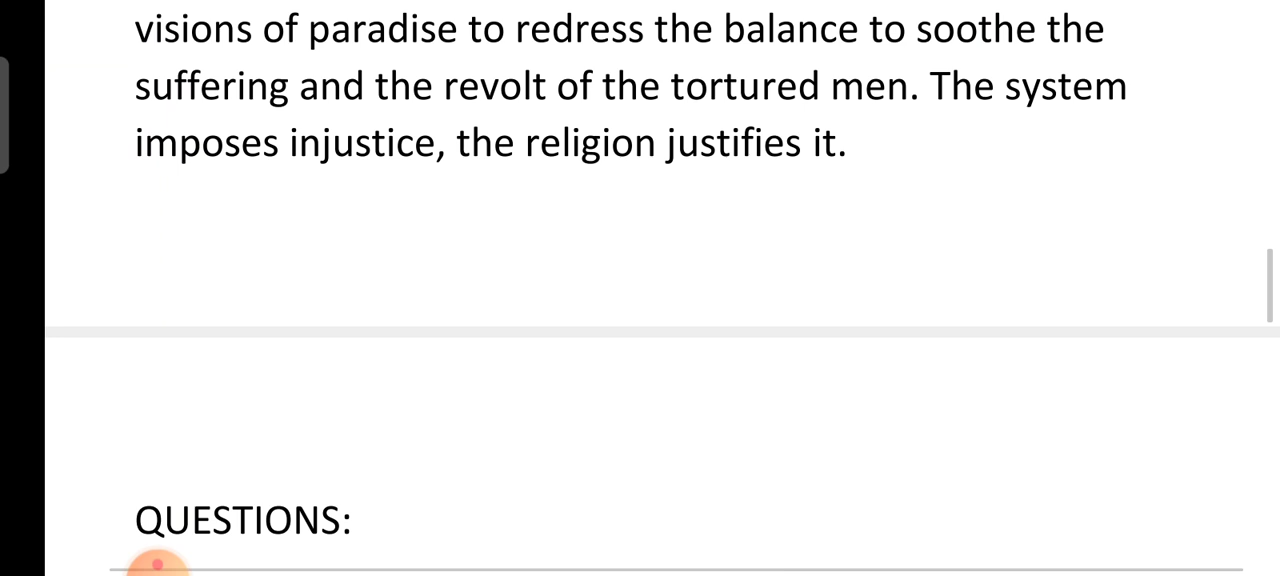 visions of paradise to redress the balance to soothe the
suffering and the revolt of the tortured men. The system
imposes injustice, the religion justifies it.
QUESTIONS: